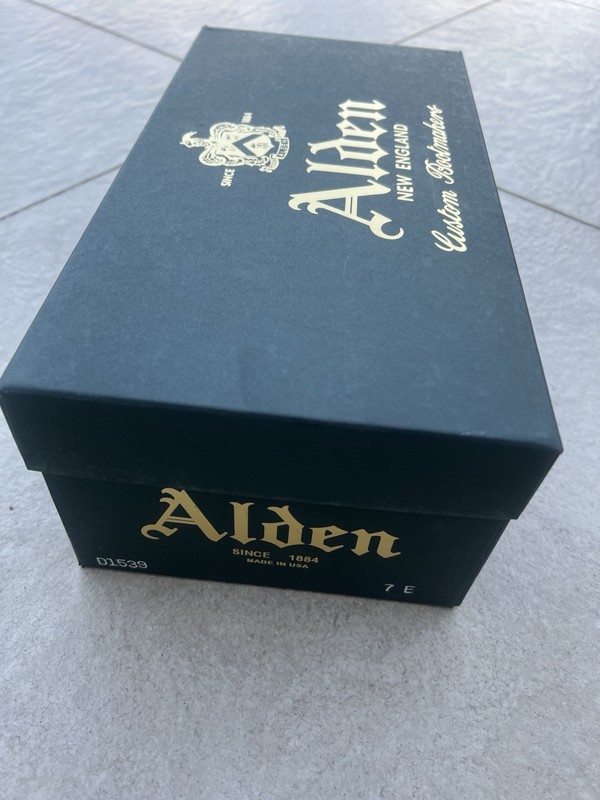 SINCE 1884
Alden
NEW ENGLAND
Custom Bootmakers
Alden
SINCE 1884
MADE IN USA
D1539
7 E